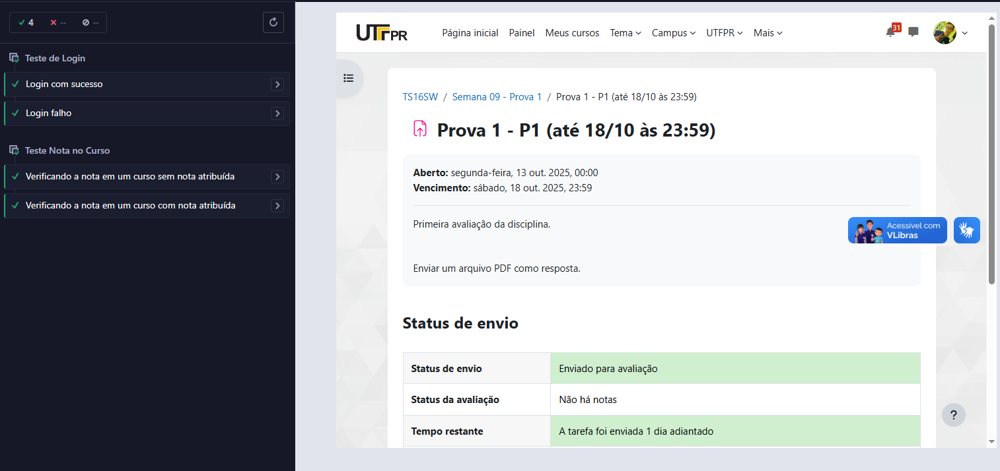 4 -- --
Teste de Login
Login com sucesso
Login falho
Teste Nota no Curso
Verificando a nota em um curso sem nota atribuída
Verificando a nota em um curso com nota atribuída
UTFPR Página inicial Painel Meus cursos Tema Campus UTFPR Mais 31
TS16SW / Semana 09 - Prova 1 / Prova 1 - P1 (até 18/10 às 23:59)
Prova 1 - P1 (até 18/10 às 23:59)
Aberto: segunda-feira, 13 out. 2025, 00:00
Vencimento: sábado, 18 out. 2025, 23:59
Primeira avaliação da disciplina.
Acessível com
VLibras
Enviar um arquivo PDF como resposta.
Status de envio
Status de envio Enviado para avaliação
Status da avaliação Não há notas
?
Tempo restante A tarefa foi enviada 1 dia adiantado